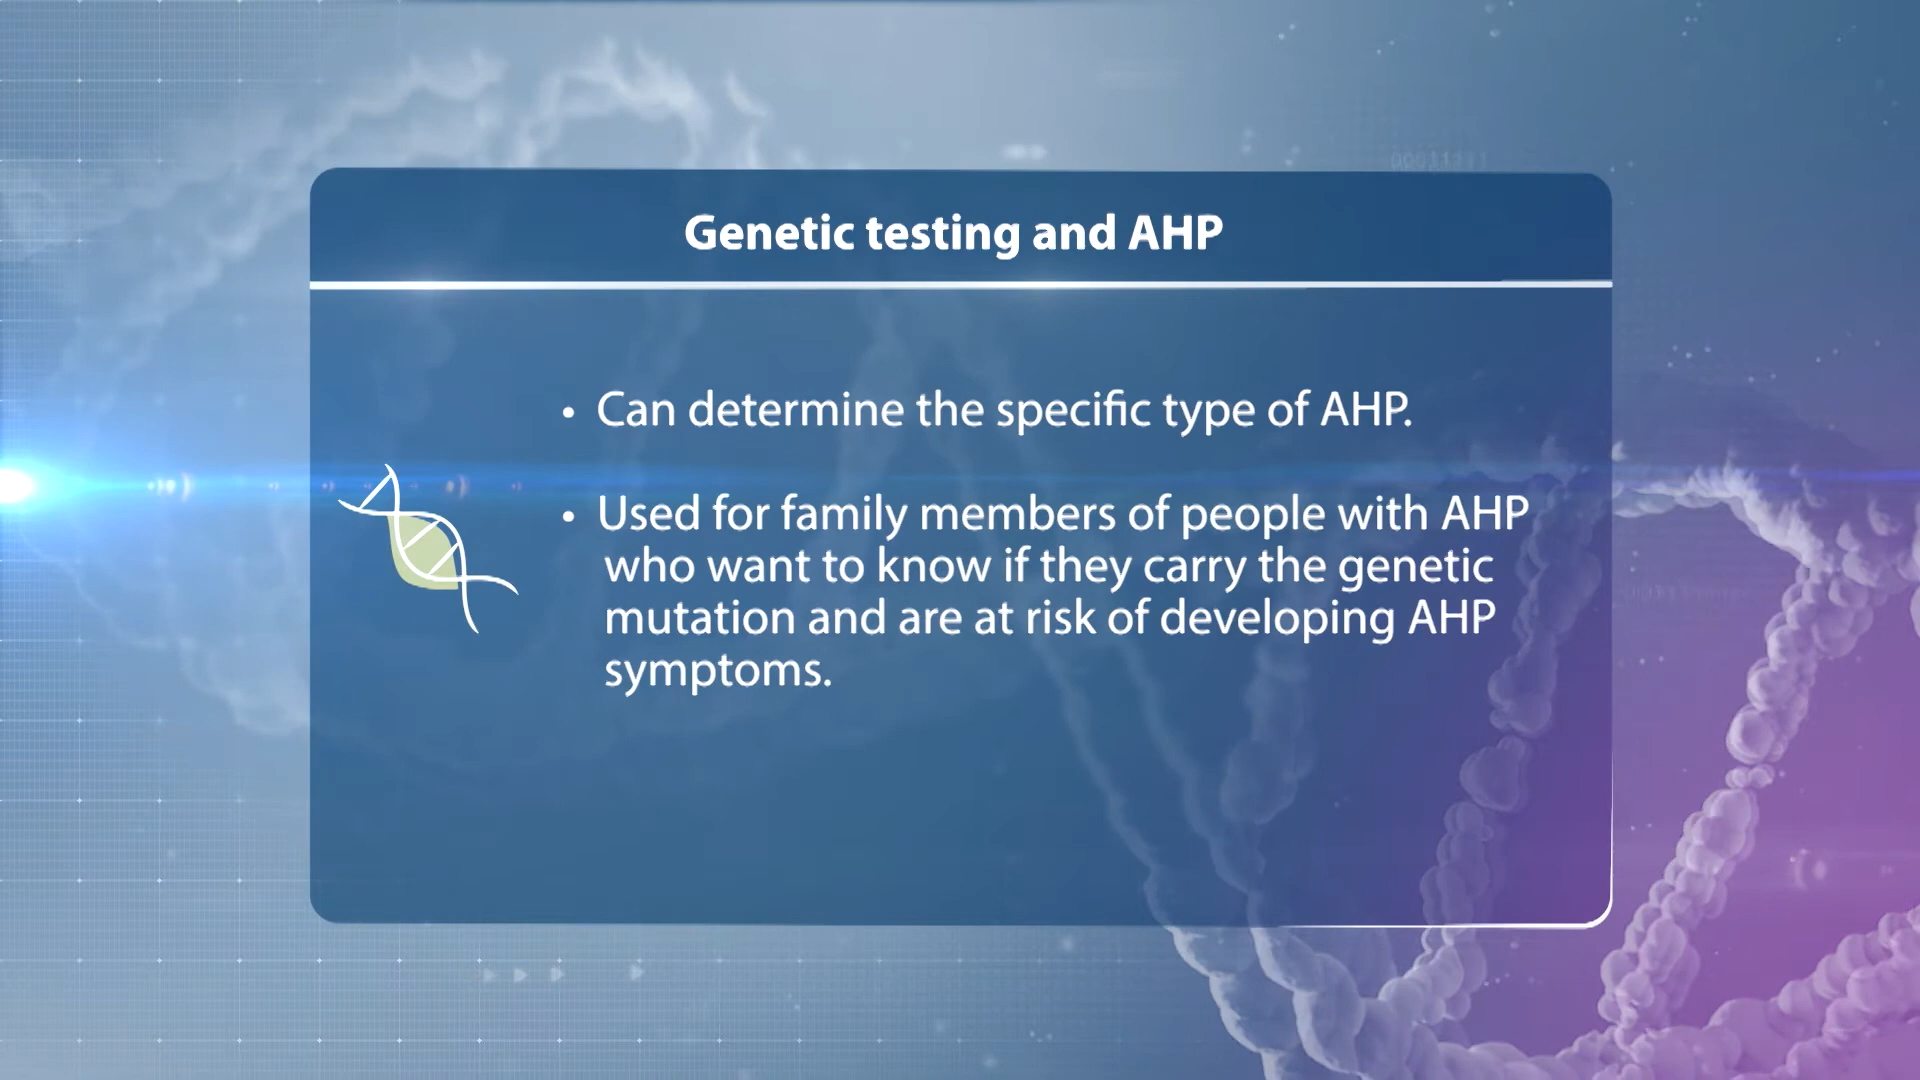 Genetic testing and AHP
• Can determine the specific type of AHP.
• Used for family members of people with AHP
who want to know if they carry the genetic
mutation and are at risk of developing AHP
symptoms.